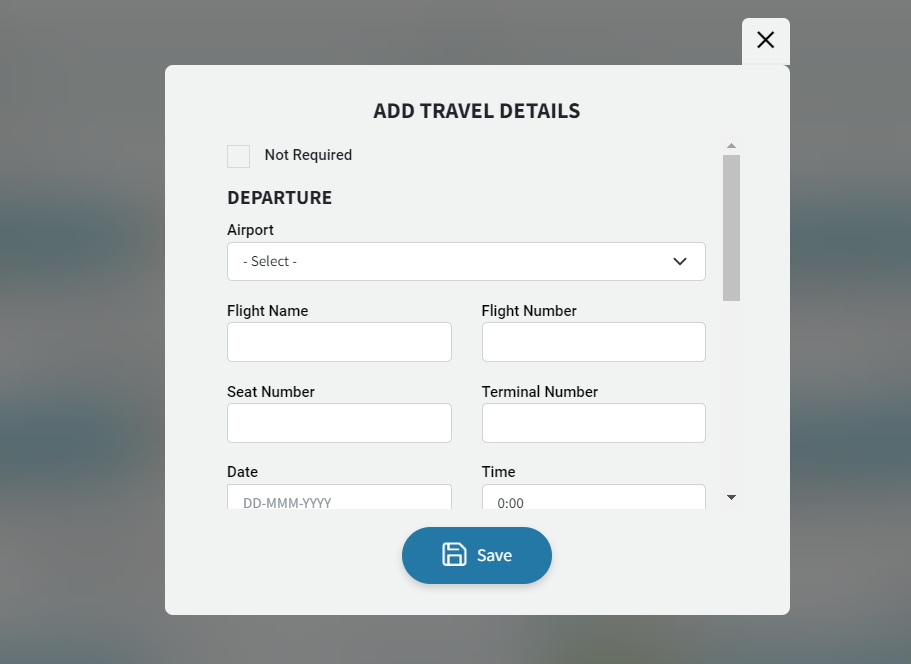 ADD TRAVEL DETAILS
Not Required
DEPARTURE
Airport
- Select -
Flight Name Flight Number
Seat Number Terminal Number
Date Time
DD-MMM-YYYY 0:00
Save